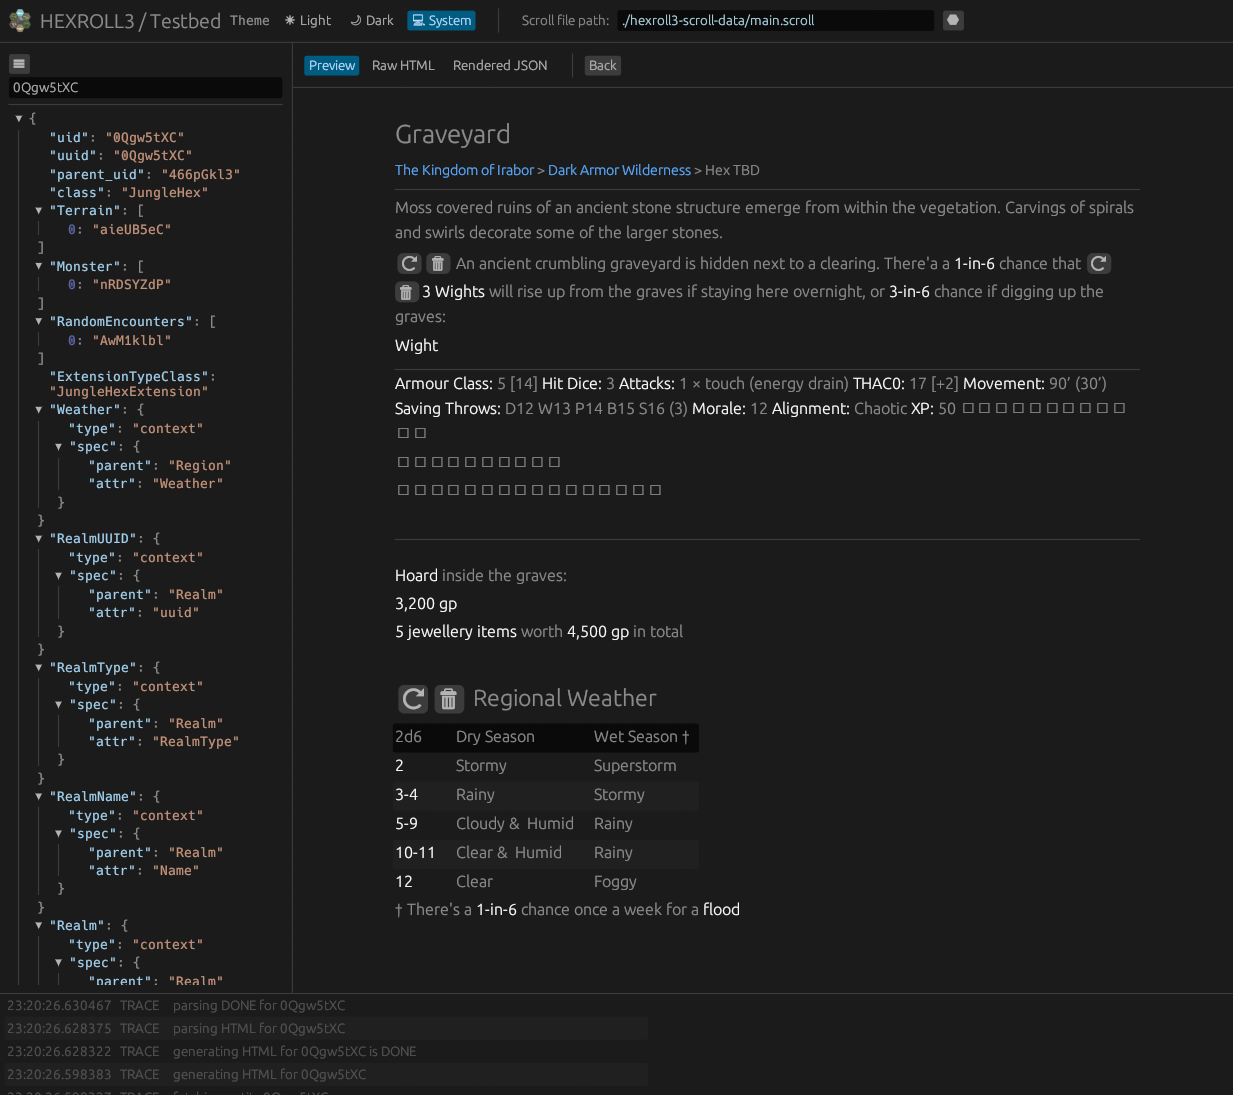 HEXROLL3 / Testbed Theme Light Dark System Scroll file path: ./hexroll3-scroll-data/main.scroll
Preview Raw HTML Rendered JSON Back
0Qgw5tXC
{
"uid": "0Qgw5tXC"
"uuid": "0Qgw5tXC"
"parent_uid": "466pGkl3"
"class": "JungleHex"
"Terrain": [
0: "aieUB5eC"
]
"Monster": [
0: "nRDSYZdP"
]
"RandomEncounters": [
0: "AwM1klbl"
]
"ExtensionTypeClass":
"JungleHexExtension"
"Weather": {
"type": "context"
"spec": {
"parent": "Region"
"attr": "Weather"
}
}
"RealmUUID": {
"type": "context"
"spec": {
"parent": "Realm"
"attr": "uuid"
}
}
"RealmType": {
"type": "context"
"spec": {
"parent": "Realm"
"attr": "RealmType"
}
}
"RealmName": {
"type": "context"
"spec": {
"parent": "Realm"
"attr": "Name"
}
}
"Realm": {
"type": "context"
"spec": {
"parent": "Realm"
Graveyard
The Kingdom of Irabor > Dark Armor Wilderness > Hex TBD
Moss covered ruins of an ancient stone structure emerge from within the vegetation. Carvings of spirals
and swirls decorate some of the larger stones.
An ancient crumbling graveyard is hidden next to a clearing. There'a a 1-in-6 chance that
3 Wights will rise up from the graves if staying here overnight, or 3-in-6 chance if digging up the
graves:
Wight
Armour Class: 5 [14] Hit Dice: 3 Attacks: 1 × touch (energy drain) THAC0: 17 [+2] Movement: 90’ (30’)
Saving Throws: D12 W13 P14 B15 S16 (3) Morale: 12 Alignment: Chaotic XP: 50
Hoard inside the graves:
3,200 gp
5 jewellery items worth 4,500 gp in total
Regional Weather
2d6 Dry Season Wet Season †
2 Stormy Superstorm
3-4 Rainy Stormy
5-9 Cloudy & Humid Rainy
10-11 Clear & Humid Rainy
12 Clear Foggy
† There's a 1-in-6 chance once a week for a flood
23:20:26.630467 TRACE parsing DONE for 0Qgw5tXC
23:20:26.628375 TRACE parsing HTML for 0Qgw5tXC
23:20:26.628322 TRACE generating HTML for 0Qgw5tXC is DONE
23:20:26.598383 TRACE generating HTML for 0Qgw5tXC